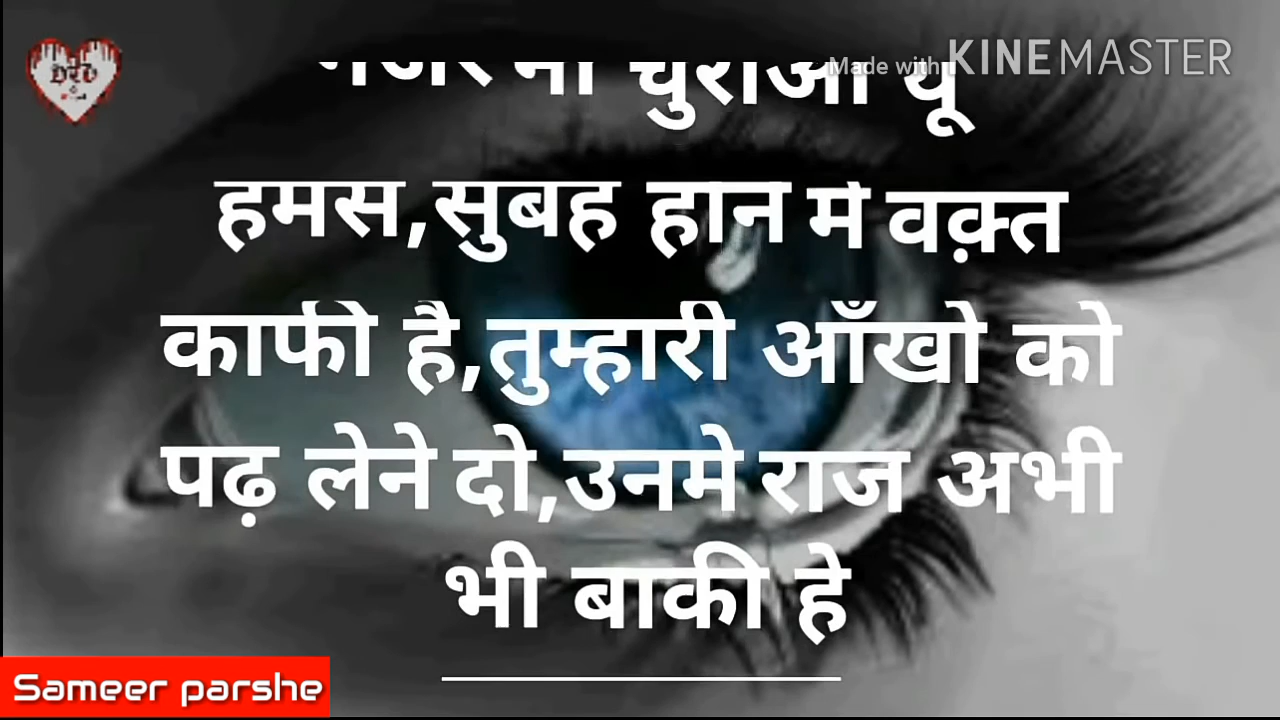 Made with KINEMASTER
चुराओ यू
हमस,सुबह हान मे वक़्त
काफी है,तुम्हारी आँखो को
पढ़ लेने दो,उनमे राज अभी
भी बाकी हे
Sameer parshe